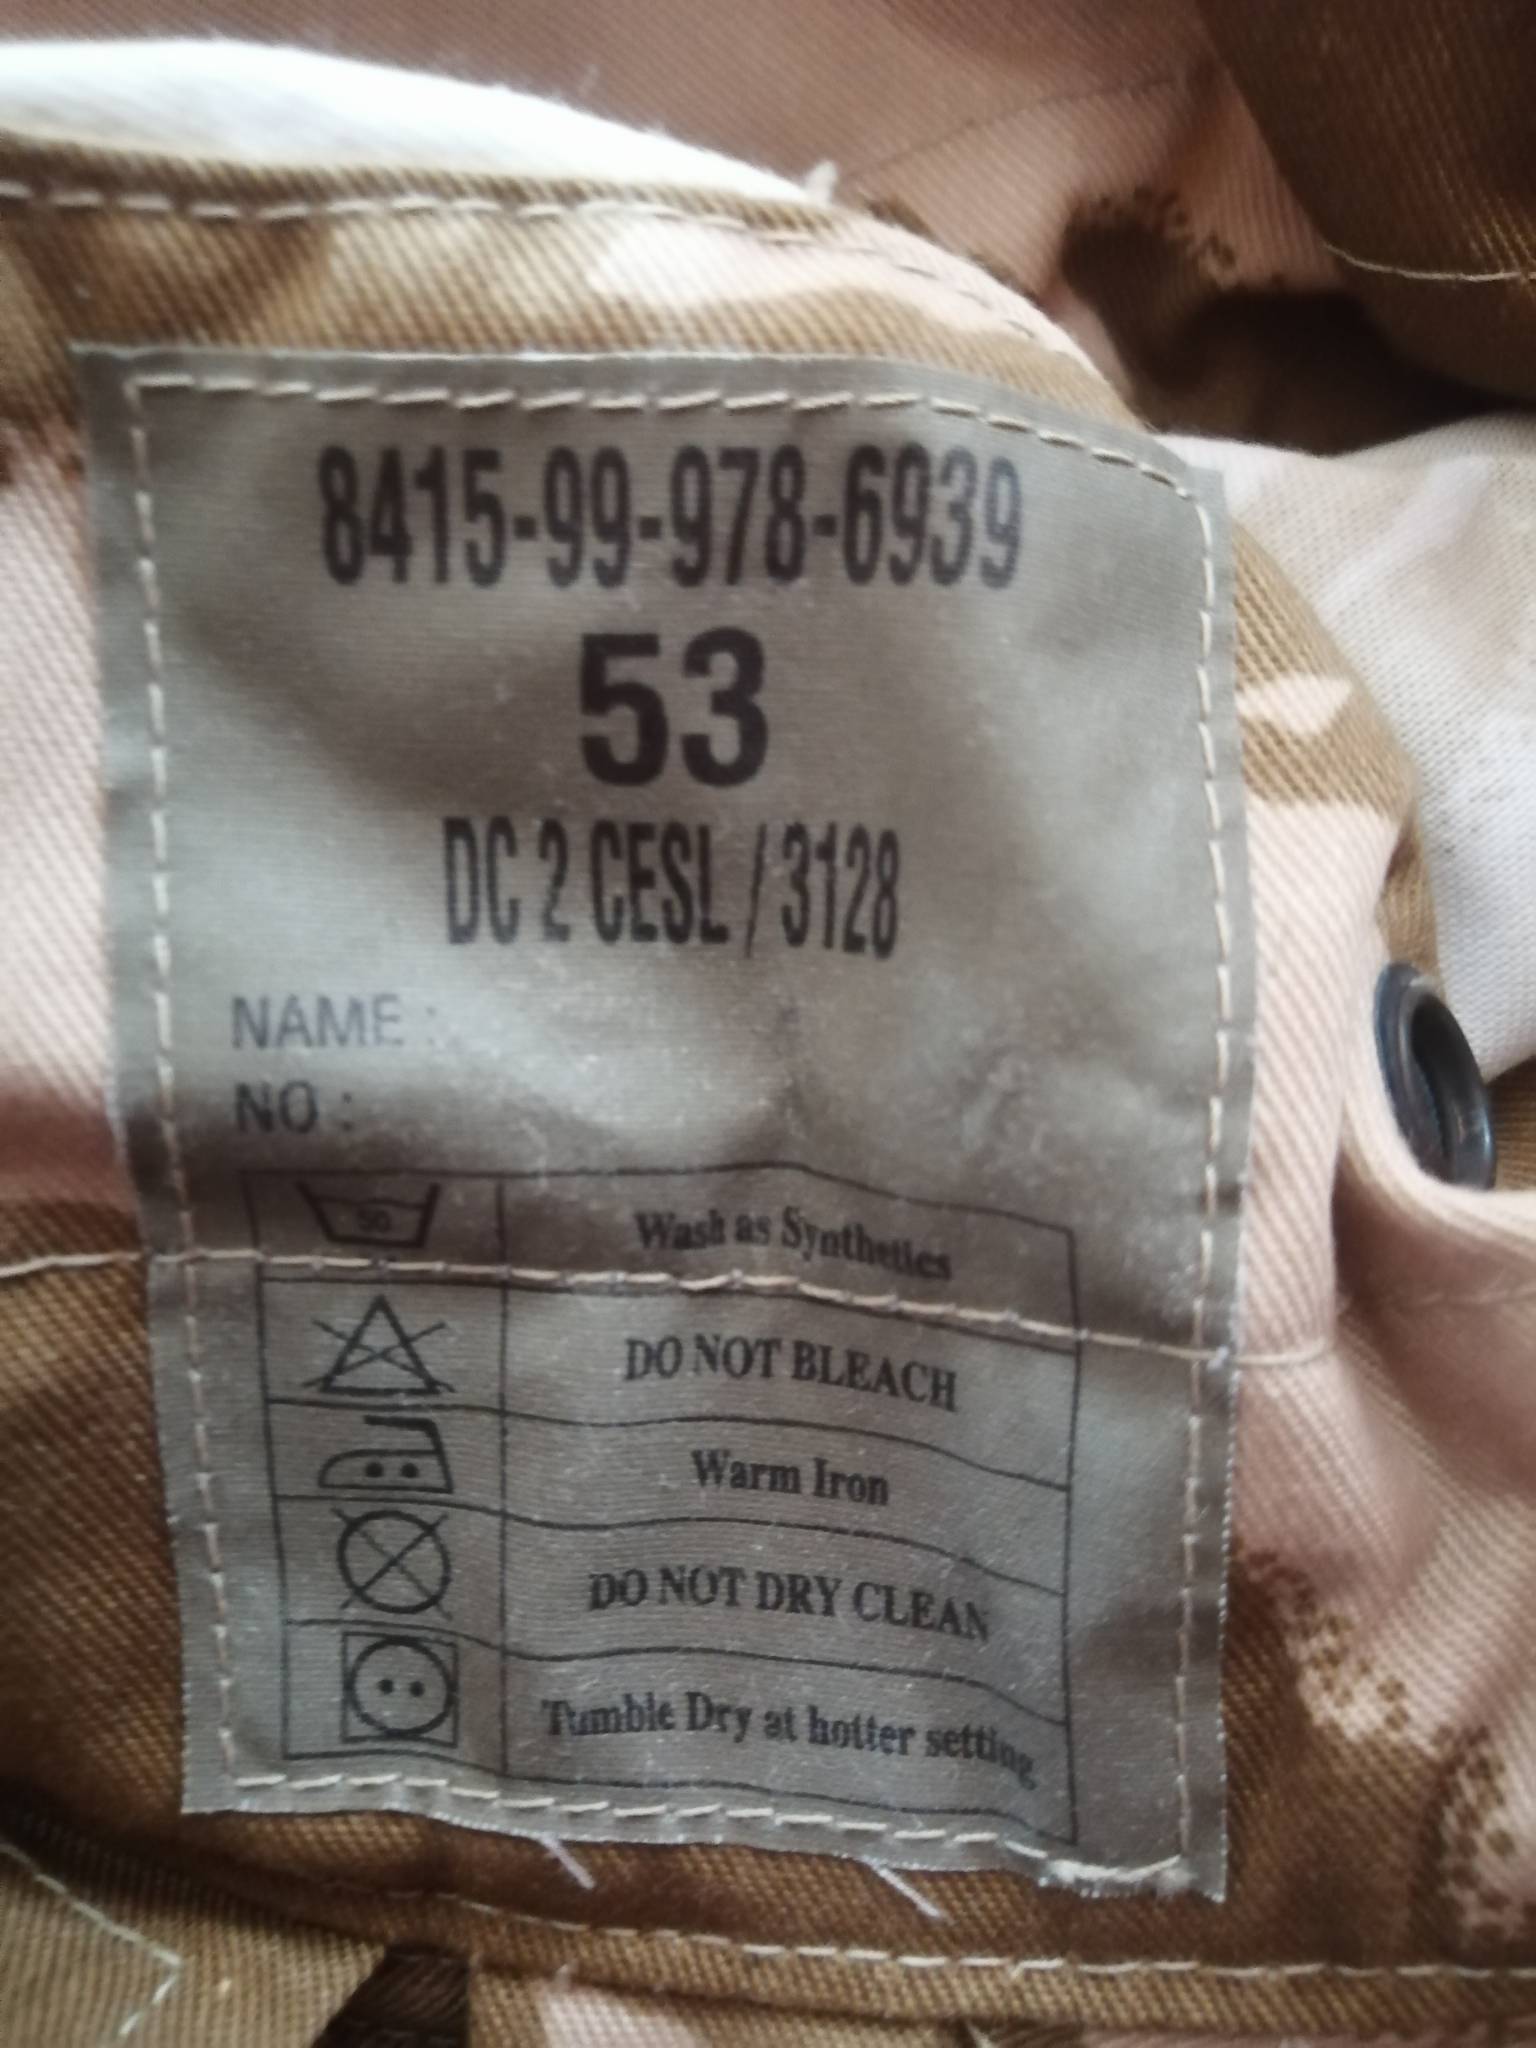 8415-99-978-6939
53
DC 2 CESL / 3128
NAME :
NO :
50
Wash as Synthetics
DO NOT BLEACH
Warm Iron
DO NOT DRY CLEAN
Tumble Dry at hotter setting